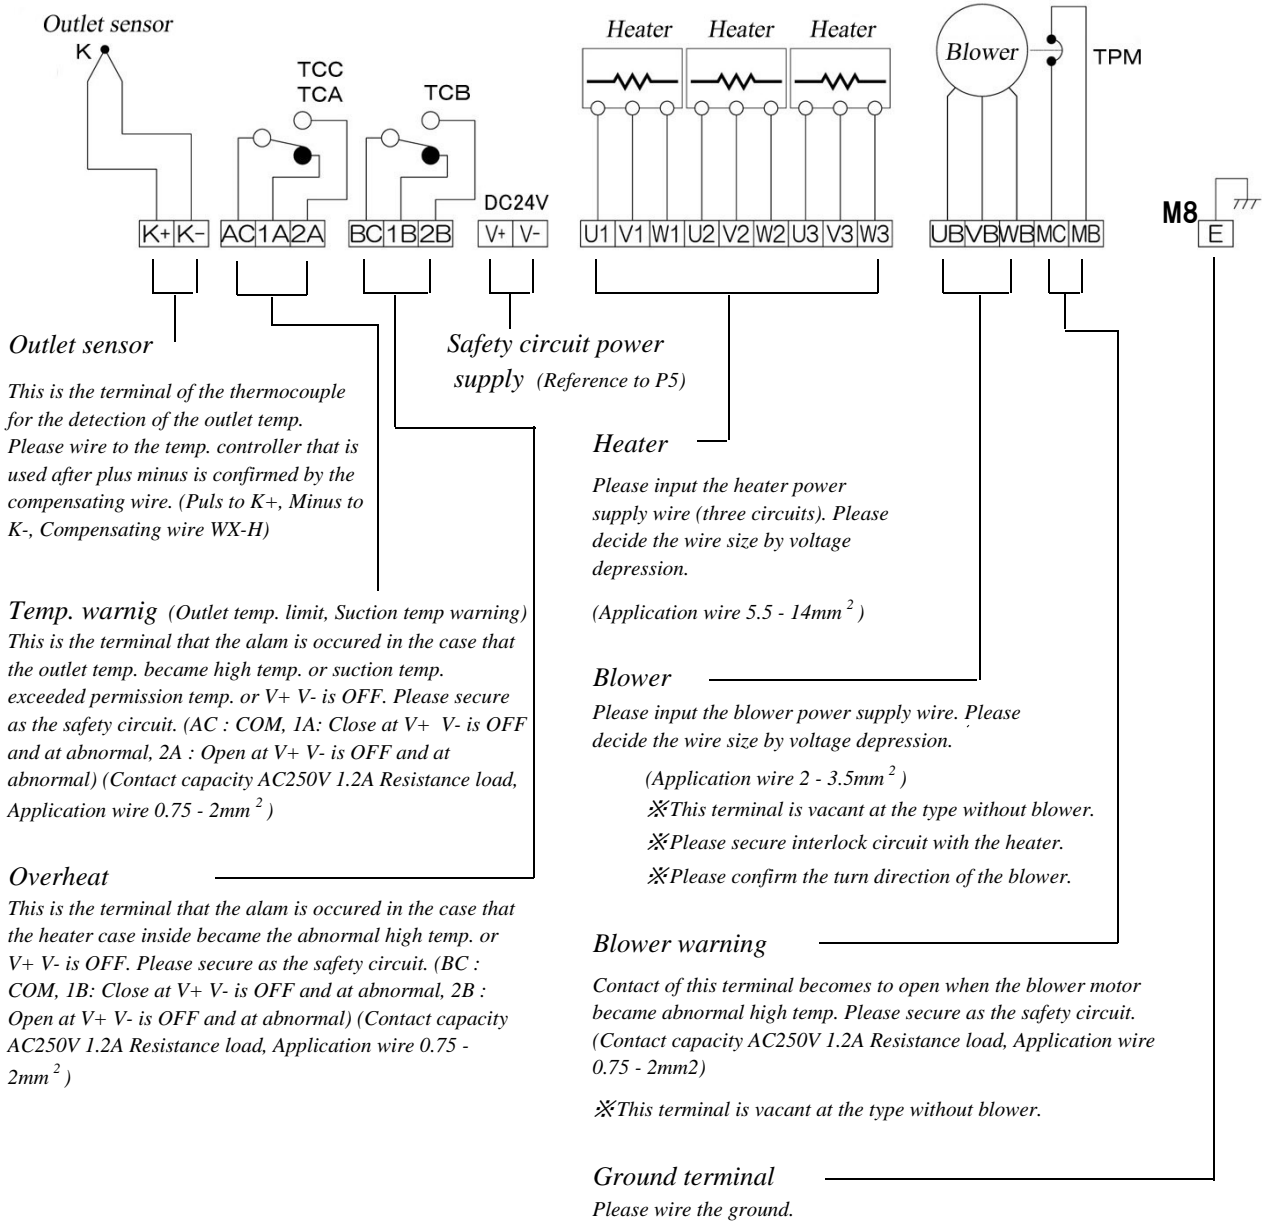 Outlet sensor
K
TCC
TCA
TCB
DC24V
Heater Heater Heater
Blower
TPM
M8
K+ K- AC 1A 2A BC 1B 2B V+ V- U1 V1 W1 U2 V2 W2 U3 V3 W3 UB VB WB MC MB E
Outlet sensor
This is the terminal of the thermocouple
for the detection of the outlet temp.
Please wire to the temp. controller that is
used after plus minus is confirmed by the
compensating wire. (Puls to K+, Minus to
K-, Compensating wire WX-H)
Temp. warnig (Outlet temp. limit, Suction temp warning)
This is the terminal that the alam is occured in the case that
the outlet temp. became high temp. or suction temp.
exceeded permission temp. or V+ V- is OFF. Please secure
as the safety circuit. (AC : COM, 1A: Close at V+ V- is OFF
and at abnormal, 2A : Open at V+ V- is OFF and at
abnormal) (Contact capacity AC250V 1.2A Resistance load,
Application wire 0.75 - 2mm 2 )
Overheat
This is the terminal that the alam is occured in the case that
the heater case inside became the abnormal high temp. or
V+ V- is OFF. Please secure as the safety circuit. (BC :
COM, 1B: Close at V+ V- is OFF and at abnormal, 2B :
Open at V+ V- is OFF and at abnormal) (Contact capacity
AC250V 1.2A Resistance load, Application wire 0.75 -
2mm 2 )
Safety circuit power
supply (Reference to P5)
Heater
Please input the heater power
supply wire (three circuits). Please
decide the wire size by voltage
depression.
(Application wire 5.5 - 14mm 2 )
Blower
Please input the blower power supply wire. Please
decide the wire size by voltage depression.
(Application wire 2 - 3.5mm 2 )
※This terminal is vacant at the type without blower.
※Please secure interlock circuit with the heater.
※Please confirm the turn direction of the blower.
Blower warning
Contact of this terminal becomes to open when the blower motor
became abnormal high temp. Please secure as the safety circuit.
(Contact capacity AC250V 1.2A Resistance load, Application wire
0.75 - 2mm2)
※This terminal is vacant at the type without blower.
Ground terminal
Please wire the ground.